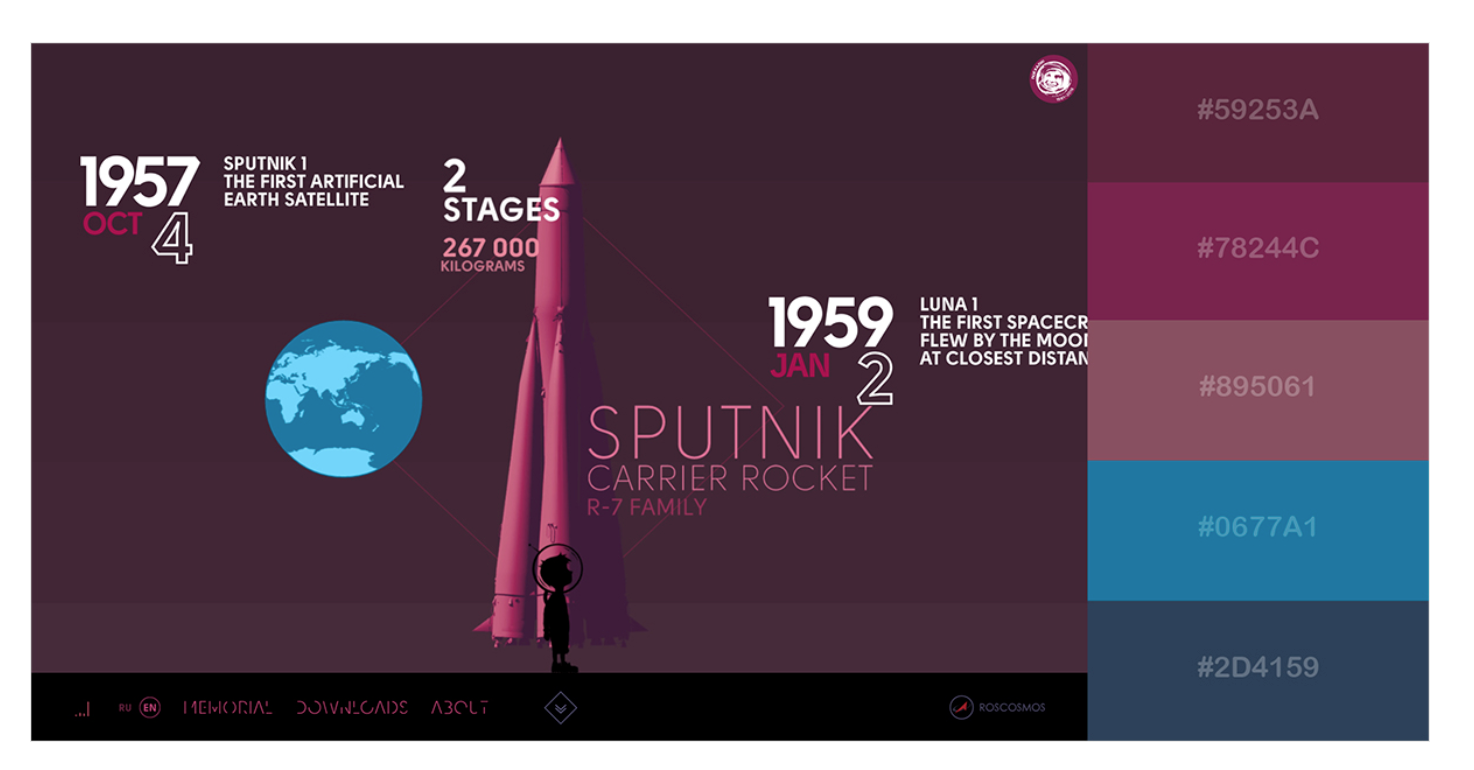 1957
OCT 4
SPUTNIK 1
THE FIRST ARTIFICIAL
EARTH SATELLITE
2
STAGES
267 000
KILOGRAMS
1959
JAN 2
LUNA 1
THE FIRST SPACECR
FLEW BY THE MOO
AT CLOSEST DISTAN
SPUTNIK
CARRIER ROCKET
R-7 FAMILY
RU EN MEMORIAL DOWNLOADS ABOUT
ROSCOSMOS
#59253A
#78244C
#895061
#0677A1
#2D4159